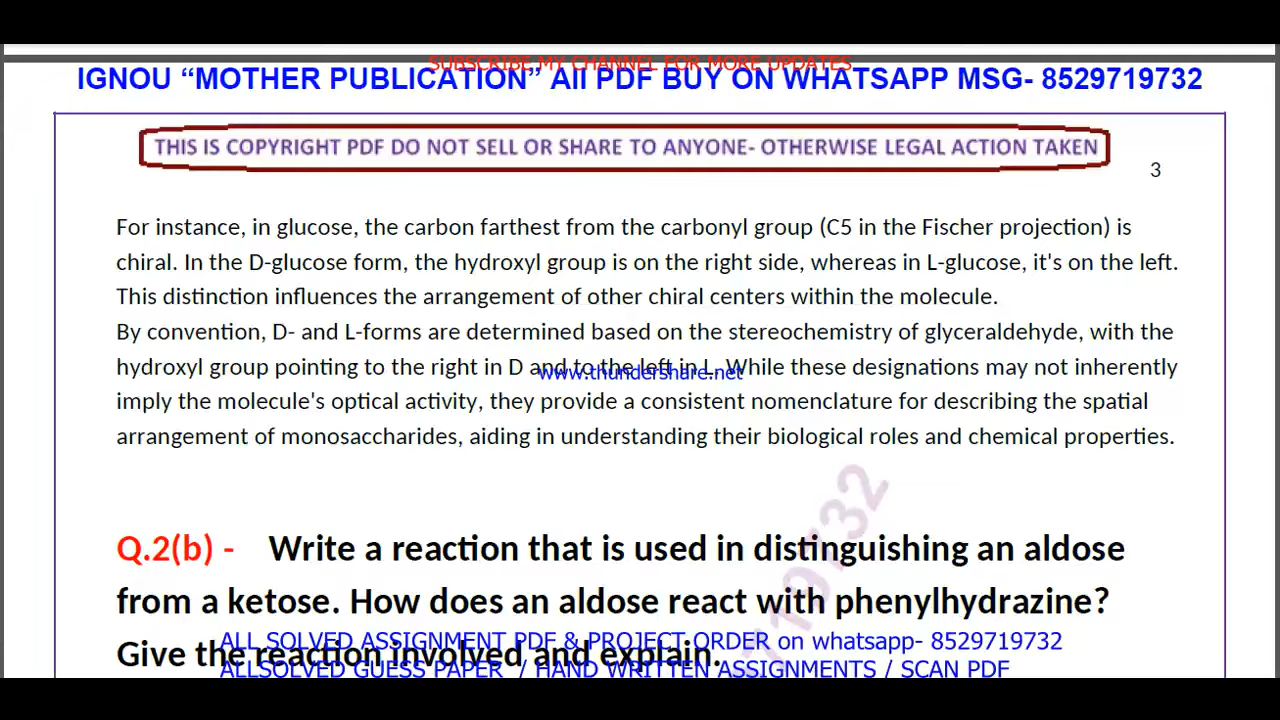 SUBSCRIBE MY CHANNEL FOR MORE UPDATES
IGNOU “MOTHER PUBLICATION” All PDF BUY ON WHATSAPP MSG- 8529719732
THIS IS COPYRIGHT PDF DO NOT SELL OR SHARE TO ANYONE- OTHERWISE LEGAL ACTION TAKEN
3
For instance, in glucose, the carbon farthest from the carbonyl group (C5 in the Fischer projection) is
chiral. In the D-glucose form, the hydroxyl group is on the right side, whereas in L-glucose, it's on the left.
This distinction influences the arrangement of other chiral centers within the molecule.
By convention, D- and L-forms are determined based on the stereochemistry of glyceraldehyde, with the
hydroxyl group pointing to the right in D and to the left in L. While these designations may not inherently
www.thundershare.net
imply the molecule's optical activity, they provide a consistent nomenclature for describing the spatial
arrangement of monosaccharides, aiding in understanding their biological roles and chemical properties.
Q.2(b) - Write a reaction that is used in distinguishing an aldose
from a ketose. How does an aldose react with phenylhydrazine?
Give the reaction involved and explain.
ALL SOLVED ASSIGNMENT PDF & PROJECT ORDER on whatsapp- 8529719732
ALLSOLVED GUESS PAPER / HAND WRITTEN ASSIGNMENTS / SCAN PDF
719732